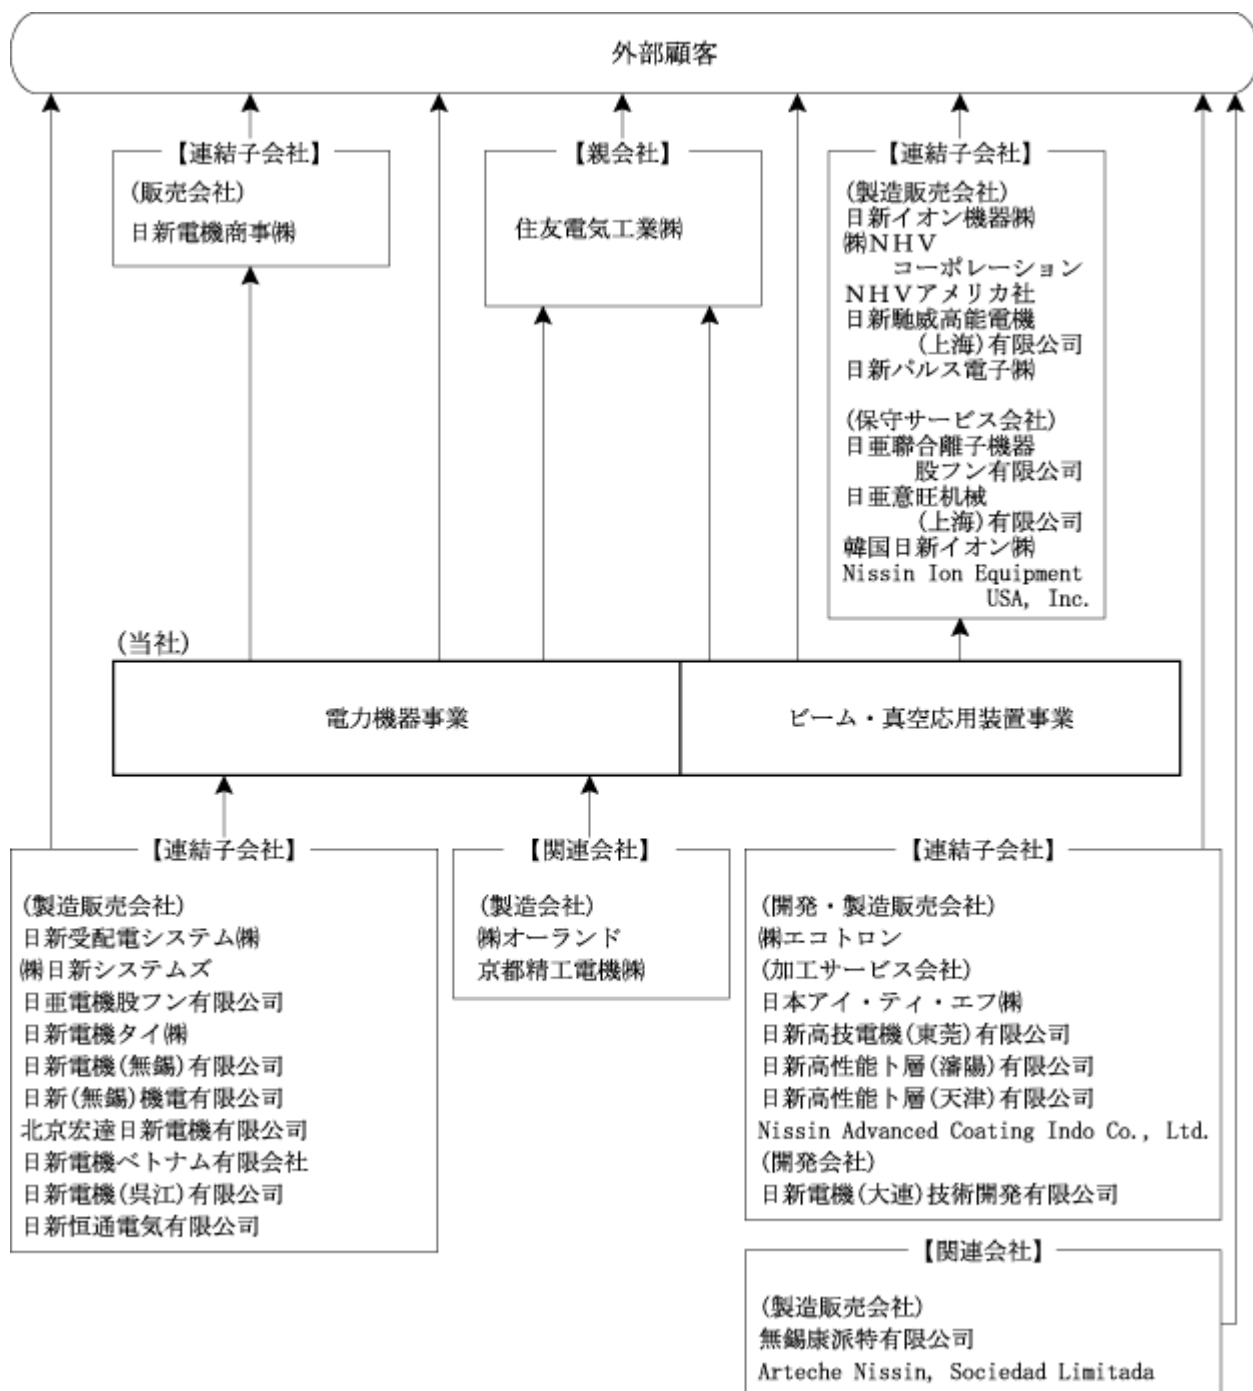 外部顧客
【連結子会社】
(販売会社)
日新電機商事㈱
【親会社】
住友電気工業㈱
【連結子会社】
(製造販売会社)
日新イオン機器㈱
㈱NHV
コーポレーション
NHVアメリカ社
日新馳威高能電機
(上海)有限公司
日新パルス電子㈱
(保守サービス会社)
日亜聯合離子機器
股フン有限公司
日亜意旺机械
(上海)有限公司
韓国日新イオン㈱
Nissin Ion Equipment
USA, Inc.
(当社)
電力機器事業
ビーム・真空応用装置事業
【連結子会社】
(製造販売会社)
日新受配電システム㈱
㈱日新システムズ
日亜電機股フン有限公司
日新電機タイ㈱
日新電機(無錫)有限公司
日新(無錫)機電有限公司
北京宏達日新電機有限公司
日新電機ベトナム有限会社
日新電機(呉江)有限公司
日新恒通電気有限公司
【関連会社】
(製造会社)
㈱オーランド
京都精工電機㈱
【連結子会社】
(開発・製造販売会社)
㈱エコトロン
(加工サービス会社)
日本アイ・ティ・エフ㈱
日新高技電機(東莞)有限公司
日新高性能ト層(瀋陽)有限公司
日新高性能ト層(天津)有限公司
Nissin Advanced Coating Indo Co., Ltd.
(開発会社)
日新電機(大連)技術開発有限公司
【関連会社】
(製造販売会社)
無錫康派特有限公司
Arteche Nissin, Sociedad Limitada